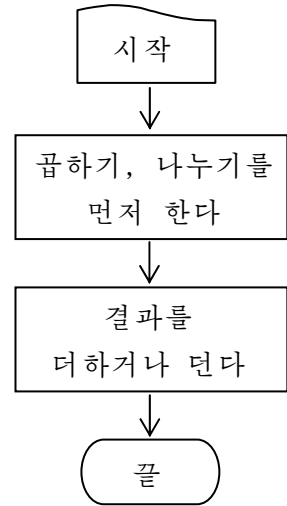 시작
곱하기, 나누기를
먼저 한다
결과를
더하거나 던다
끝